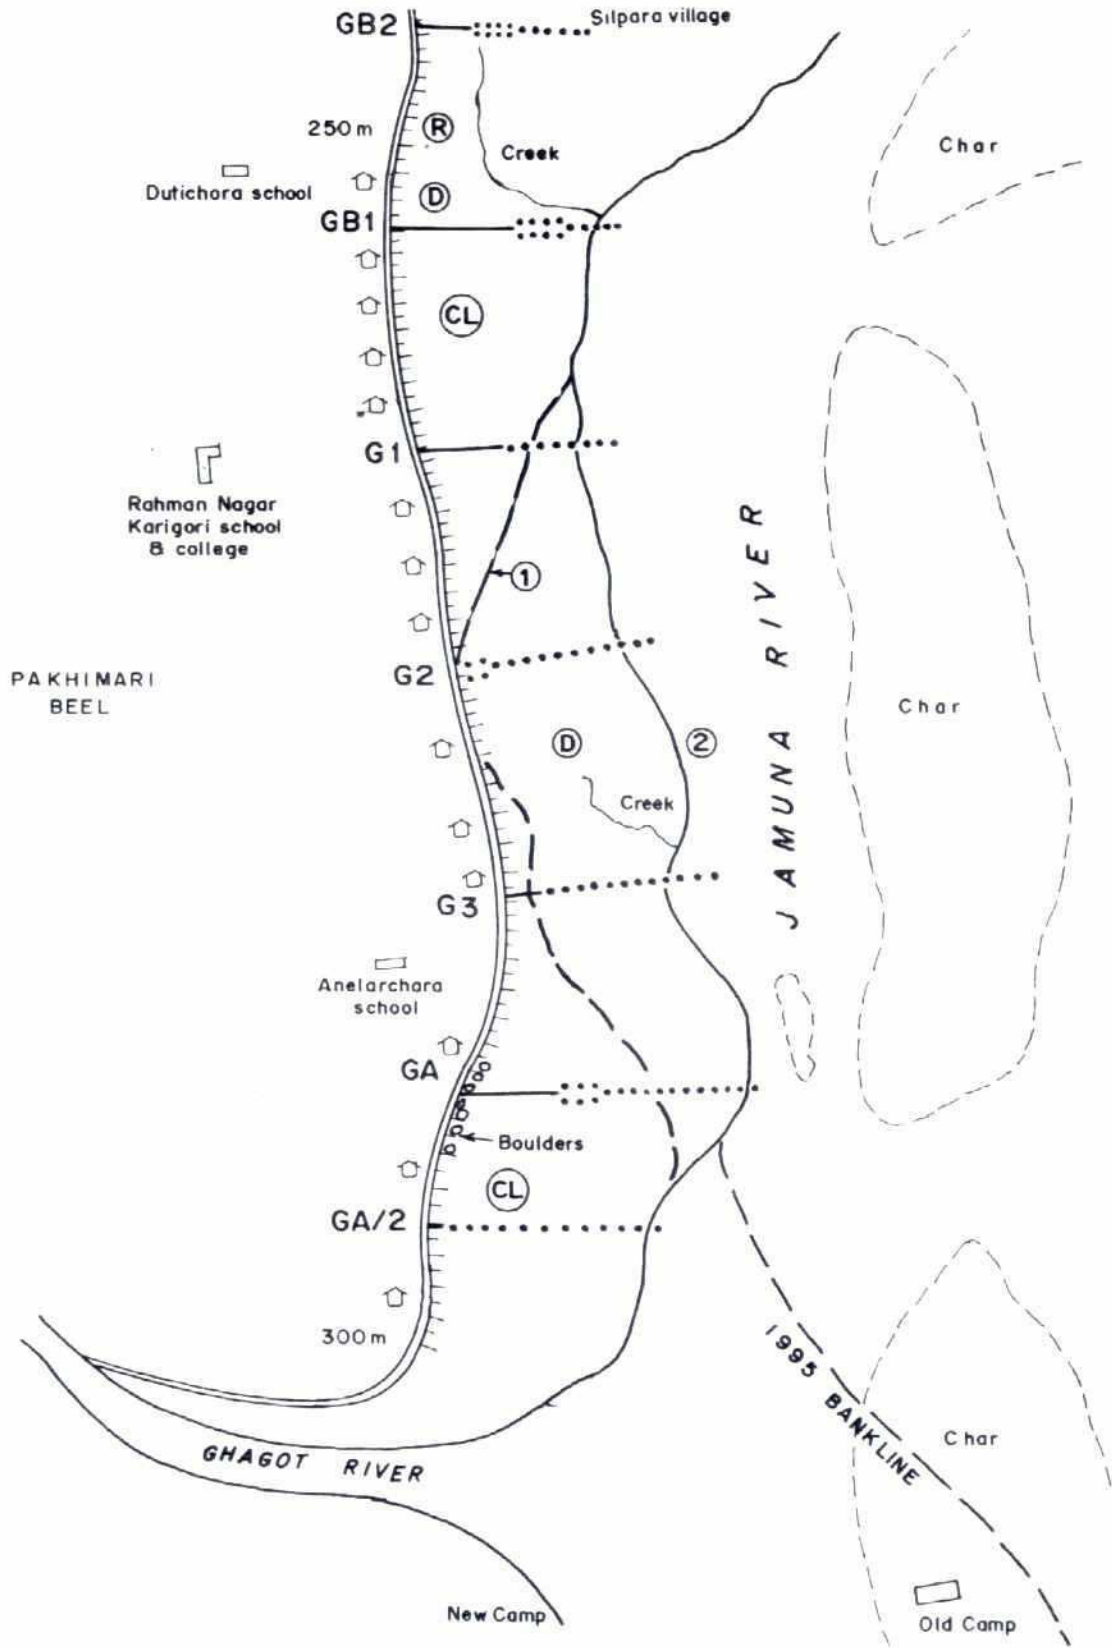 GB2
Silpara village
250 m
R
Creek
Char
Dutichora school
D
GB1
CL
G1
Rahman Nagar
Karigori school
& college
1
JAMUNA RIVER
PAKHIMARI
BEEL
G2
Char
D
2
Creek
G3
Anelarchara
school
GA
Boulders
CL
GA/2
300 m
1995 BANKLINE
Char
GHAGOT RIVER
New Camp
Old Camp